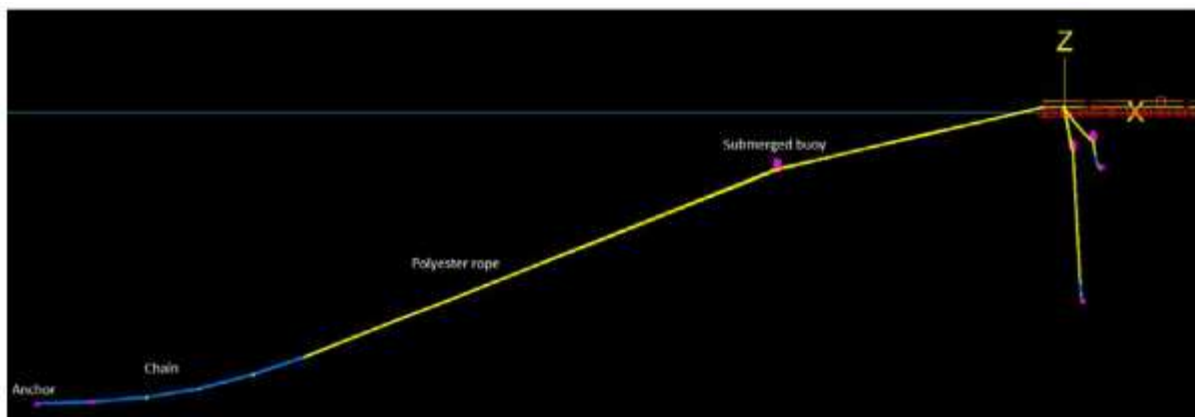 Z
X
Submerged buoy
Polyester rope
Chain
Anchor